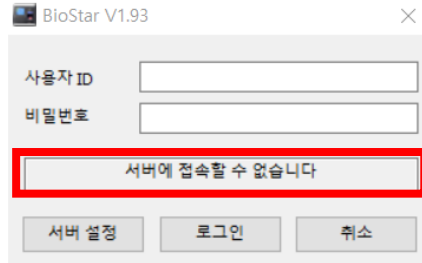 BioStar V1.93
사용자 ID
비밀번호
서버에 접속할 수 없습니다
서버 설정 로그인 취소